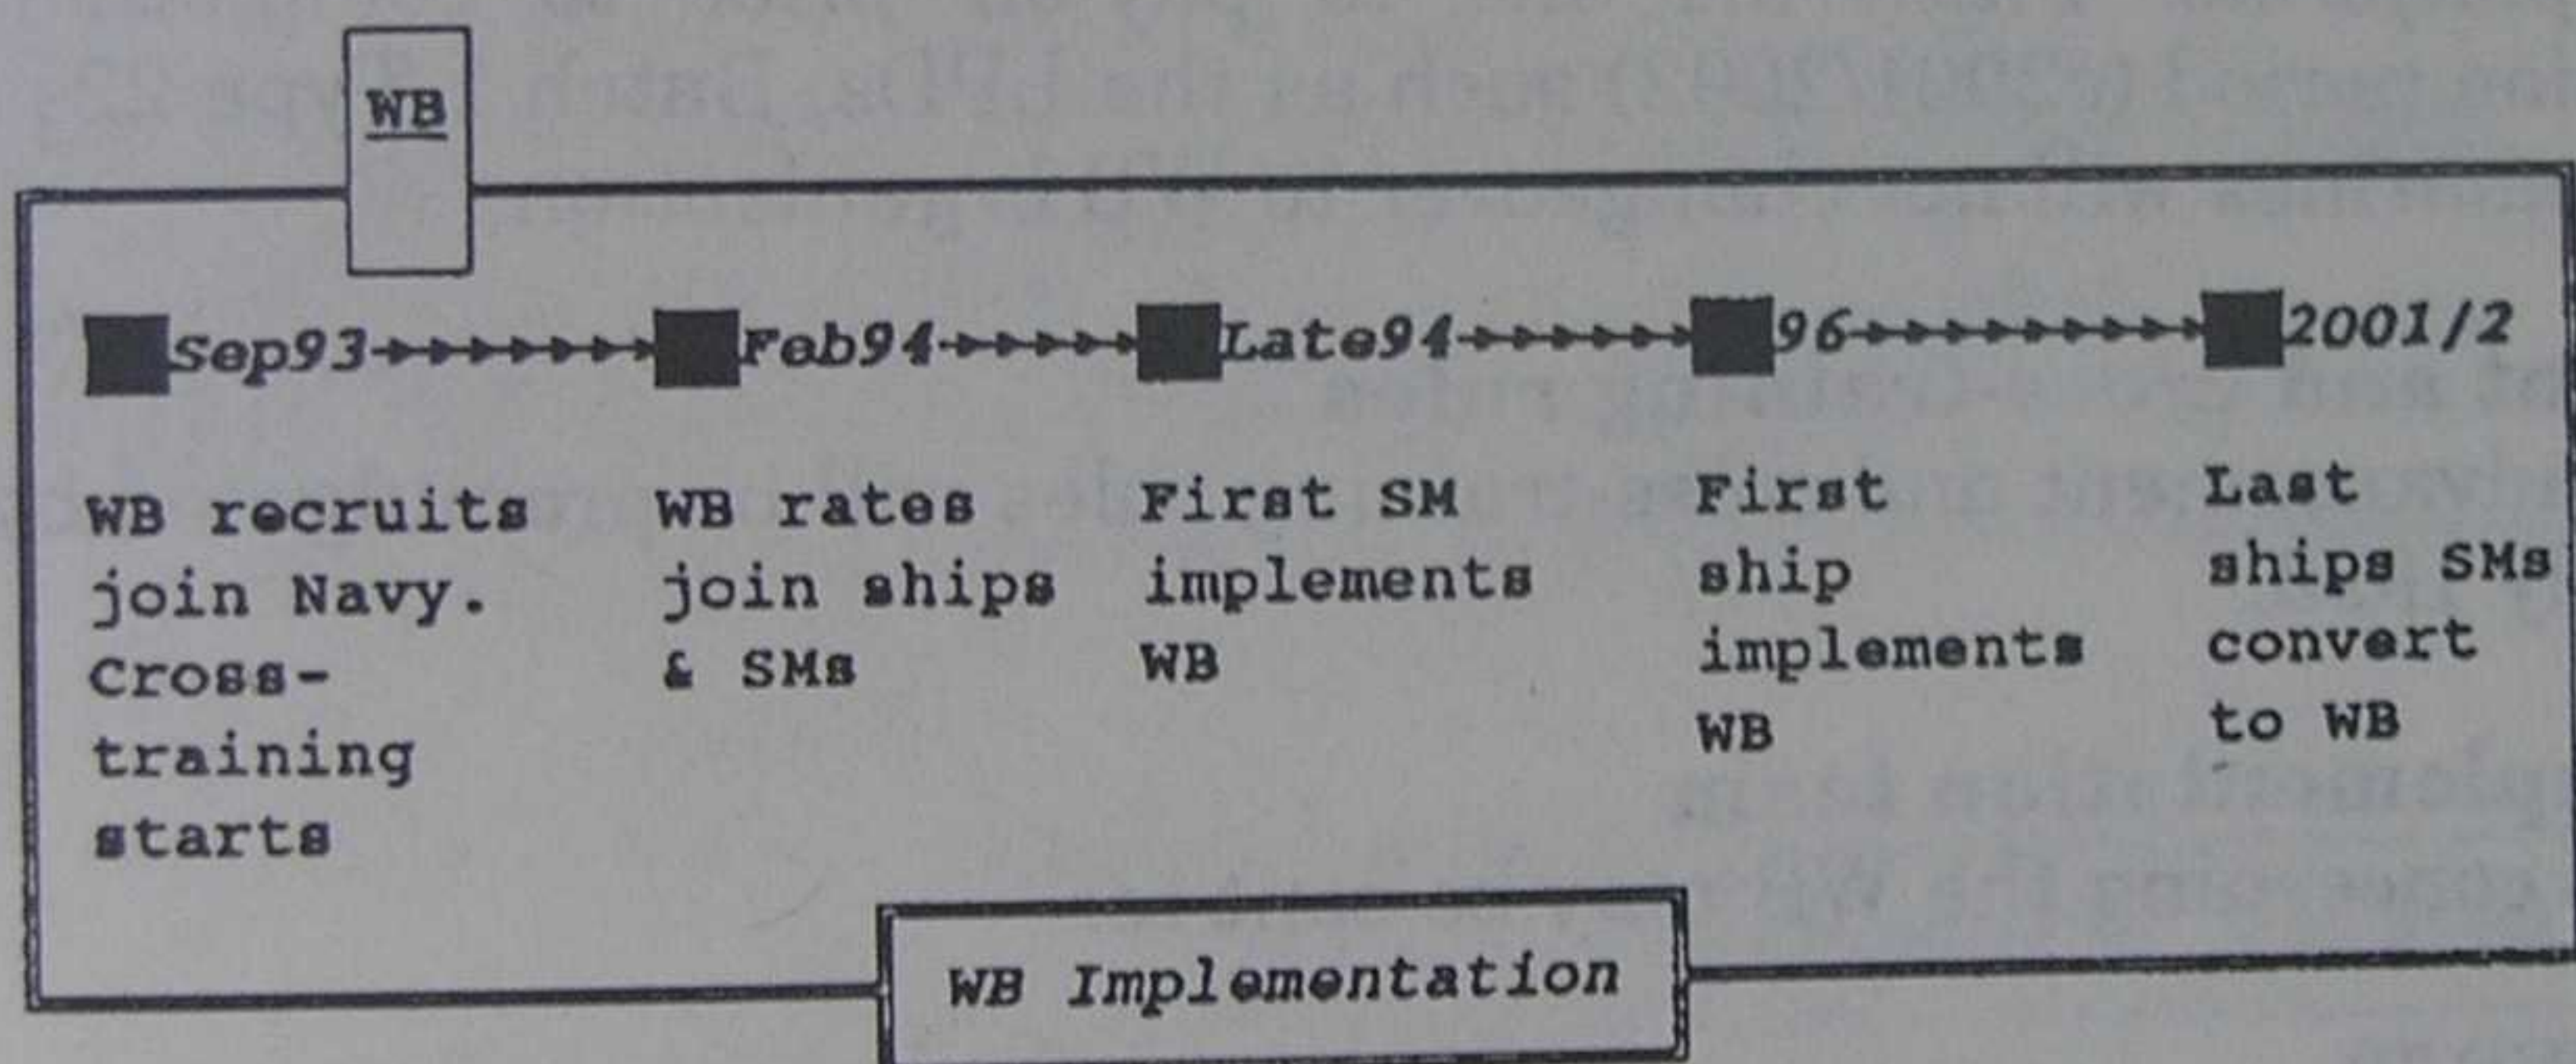 WB
Sep93 Feb94 Late94 96 2001/2
WB recruits
join Navy.
Cross-
training
starts
WB rates
join ships
& SMs
First SM
implements
WB
First
ship
implements
WB
Last
ships SMs
convert
to WB
WB Implementation